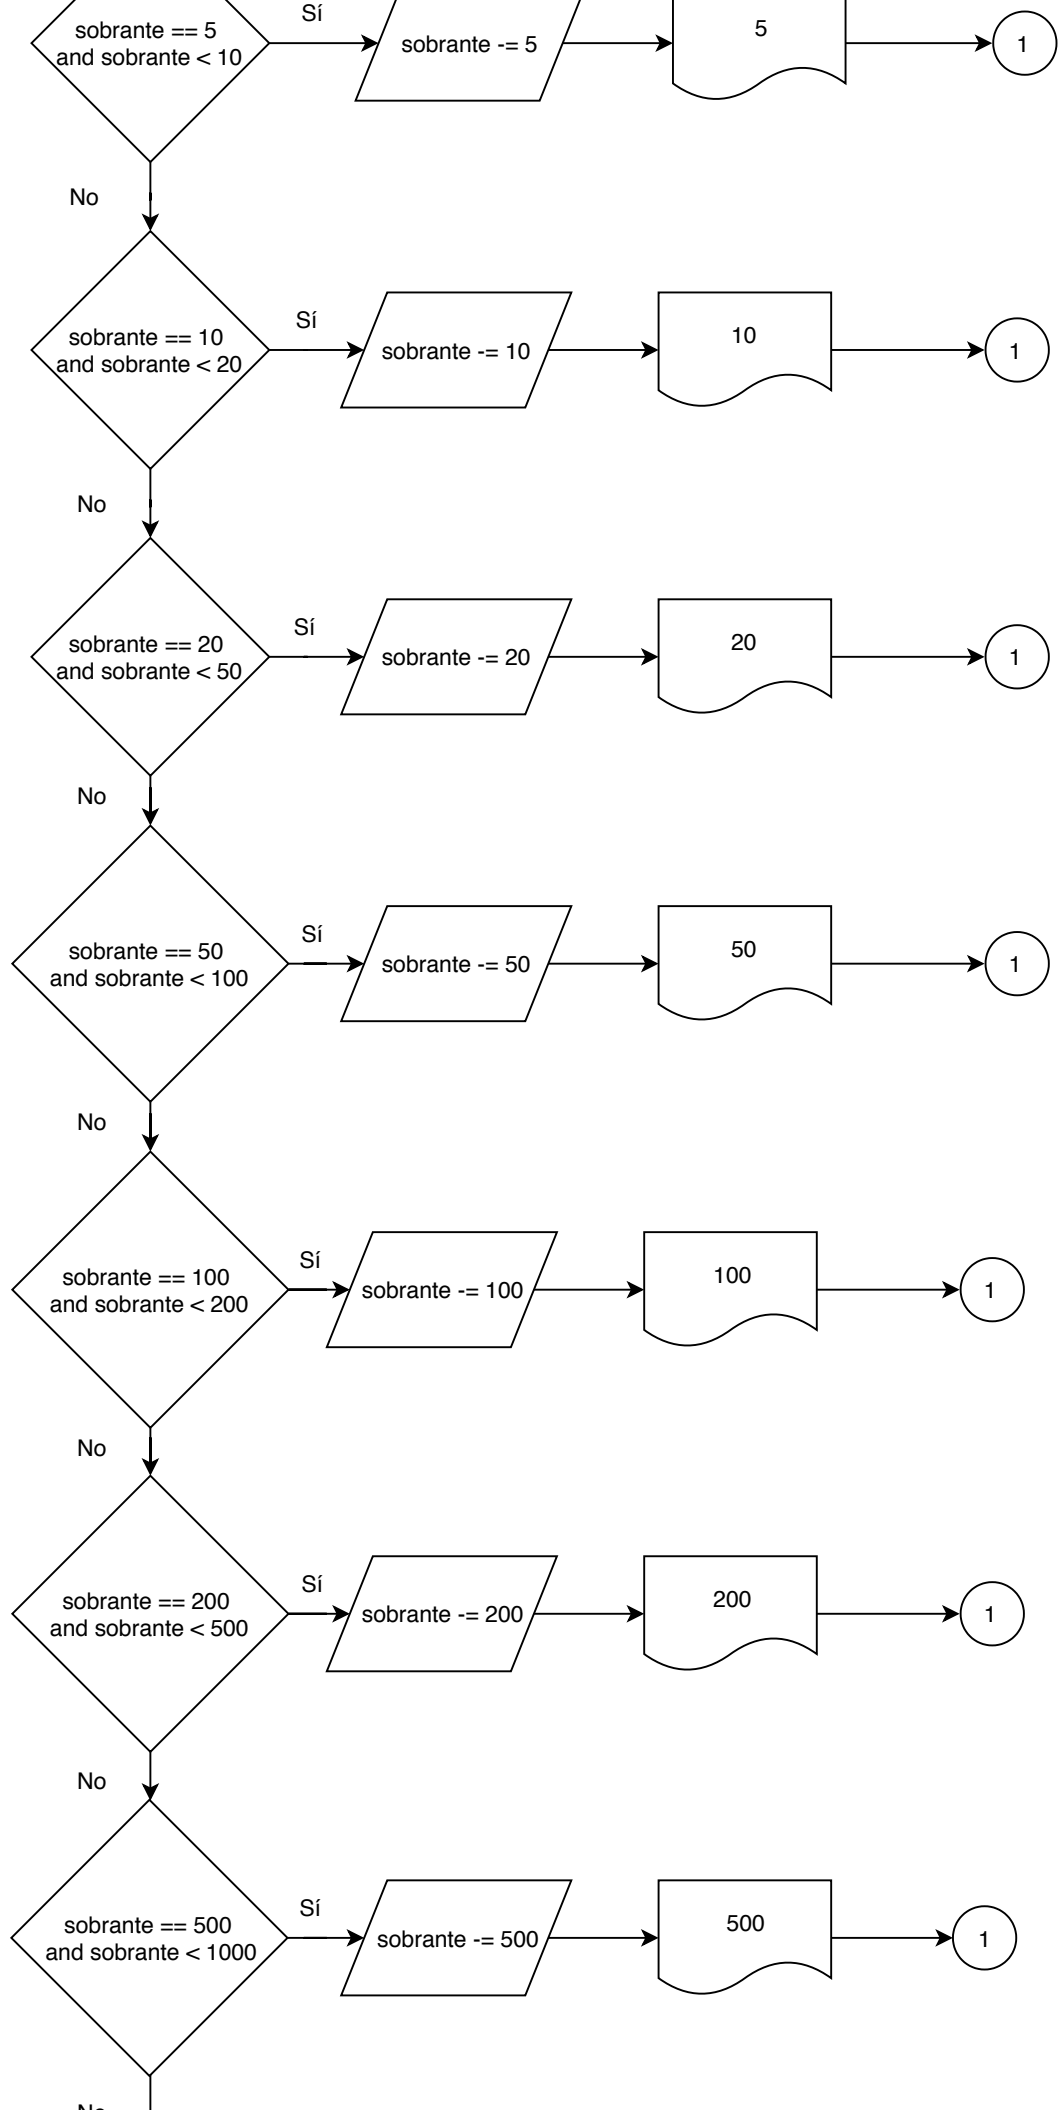 Sí
sobrante == 5
and sobrante < 10
sobrante -= 5
5
1
No
Sí
sobrante == 10
and sobrante < 20
sobrante -= 10
10
1
No
Sí
sobrante == 20
and sobrante < 50
sobrante -= 20
20
1
No
Sí
sobrante == 50
and sobrante < 100
sobrante -= 50
50
1
No
Sí
sobrante == 100
and sobrante < 200
sobrante -= 100
100
1
No
Sí
sobrante == 200
and sobrante < 500
sobrante -= 200
200
1
No
Sí
sobrante == 500
and sobrante < 1000
sobrante -= 500
500
1
No